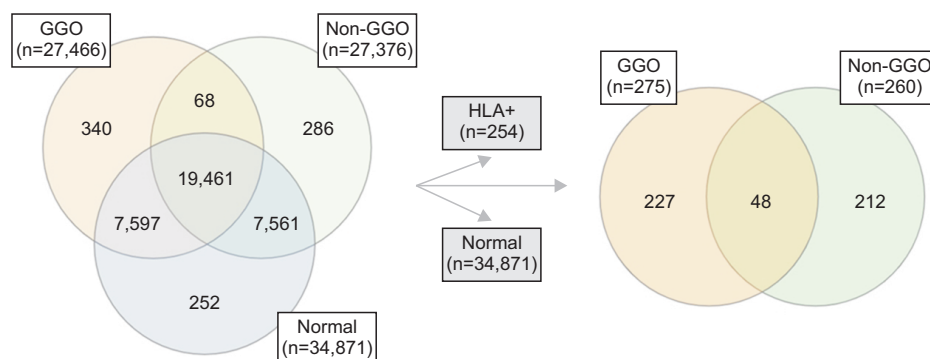 GGO
(n=27,466)
Non-GGO
(n=27,376)
340
68
286
19,461
7,597
7,561
252
Normal
(n=34,871)
HLA+
(n=254)
Normal
(n=34,871)
GGO
(n=275)
Non-GGO
(n=260)
227
48
212